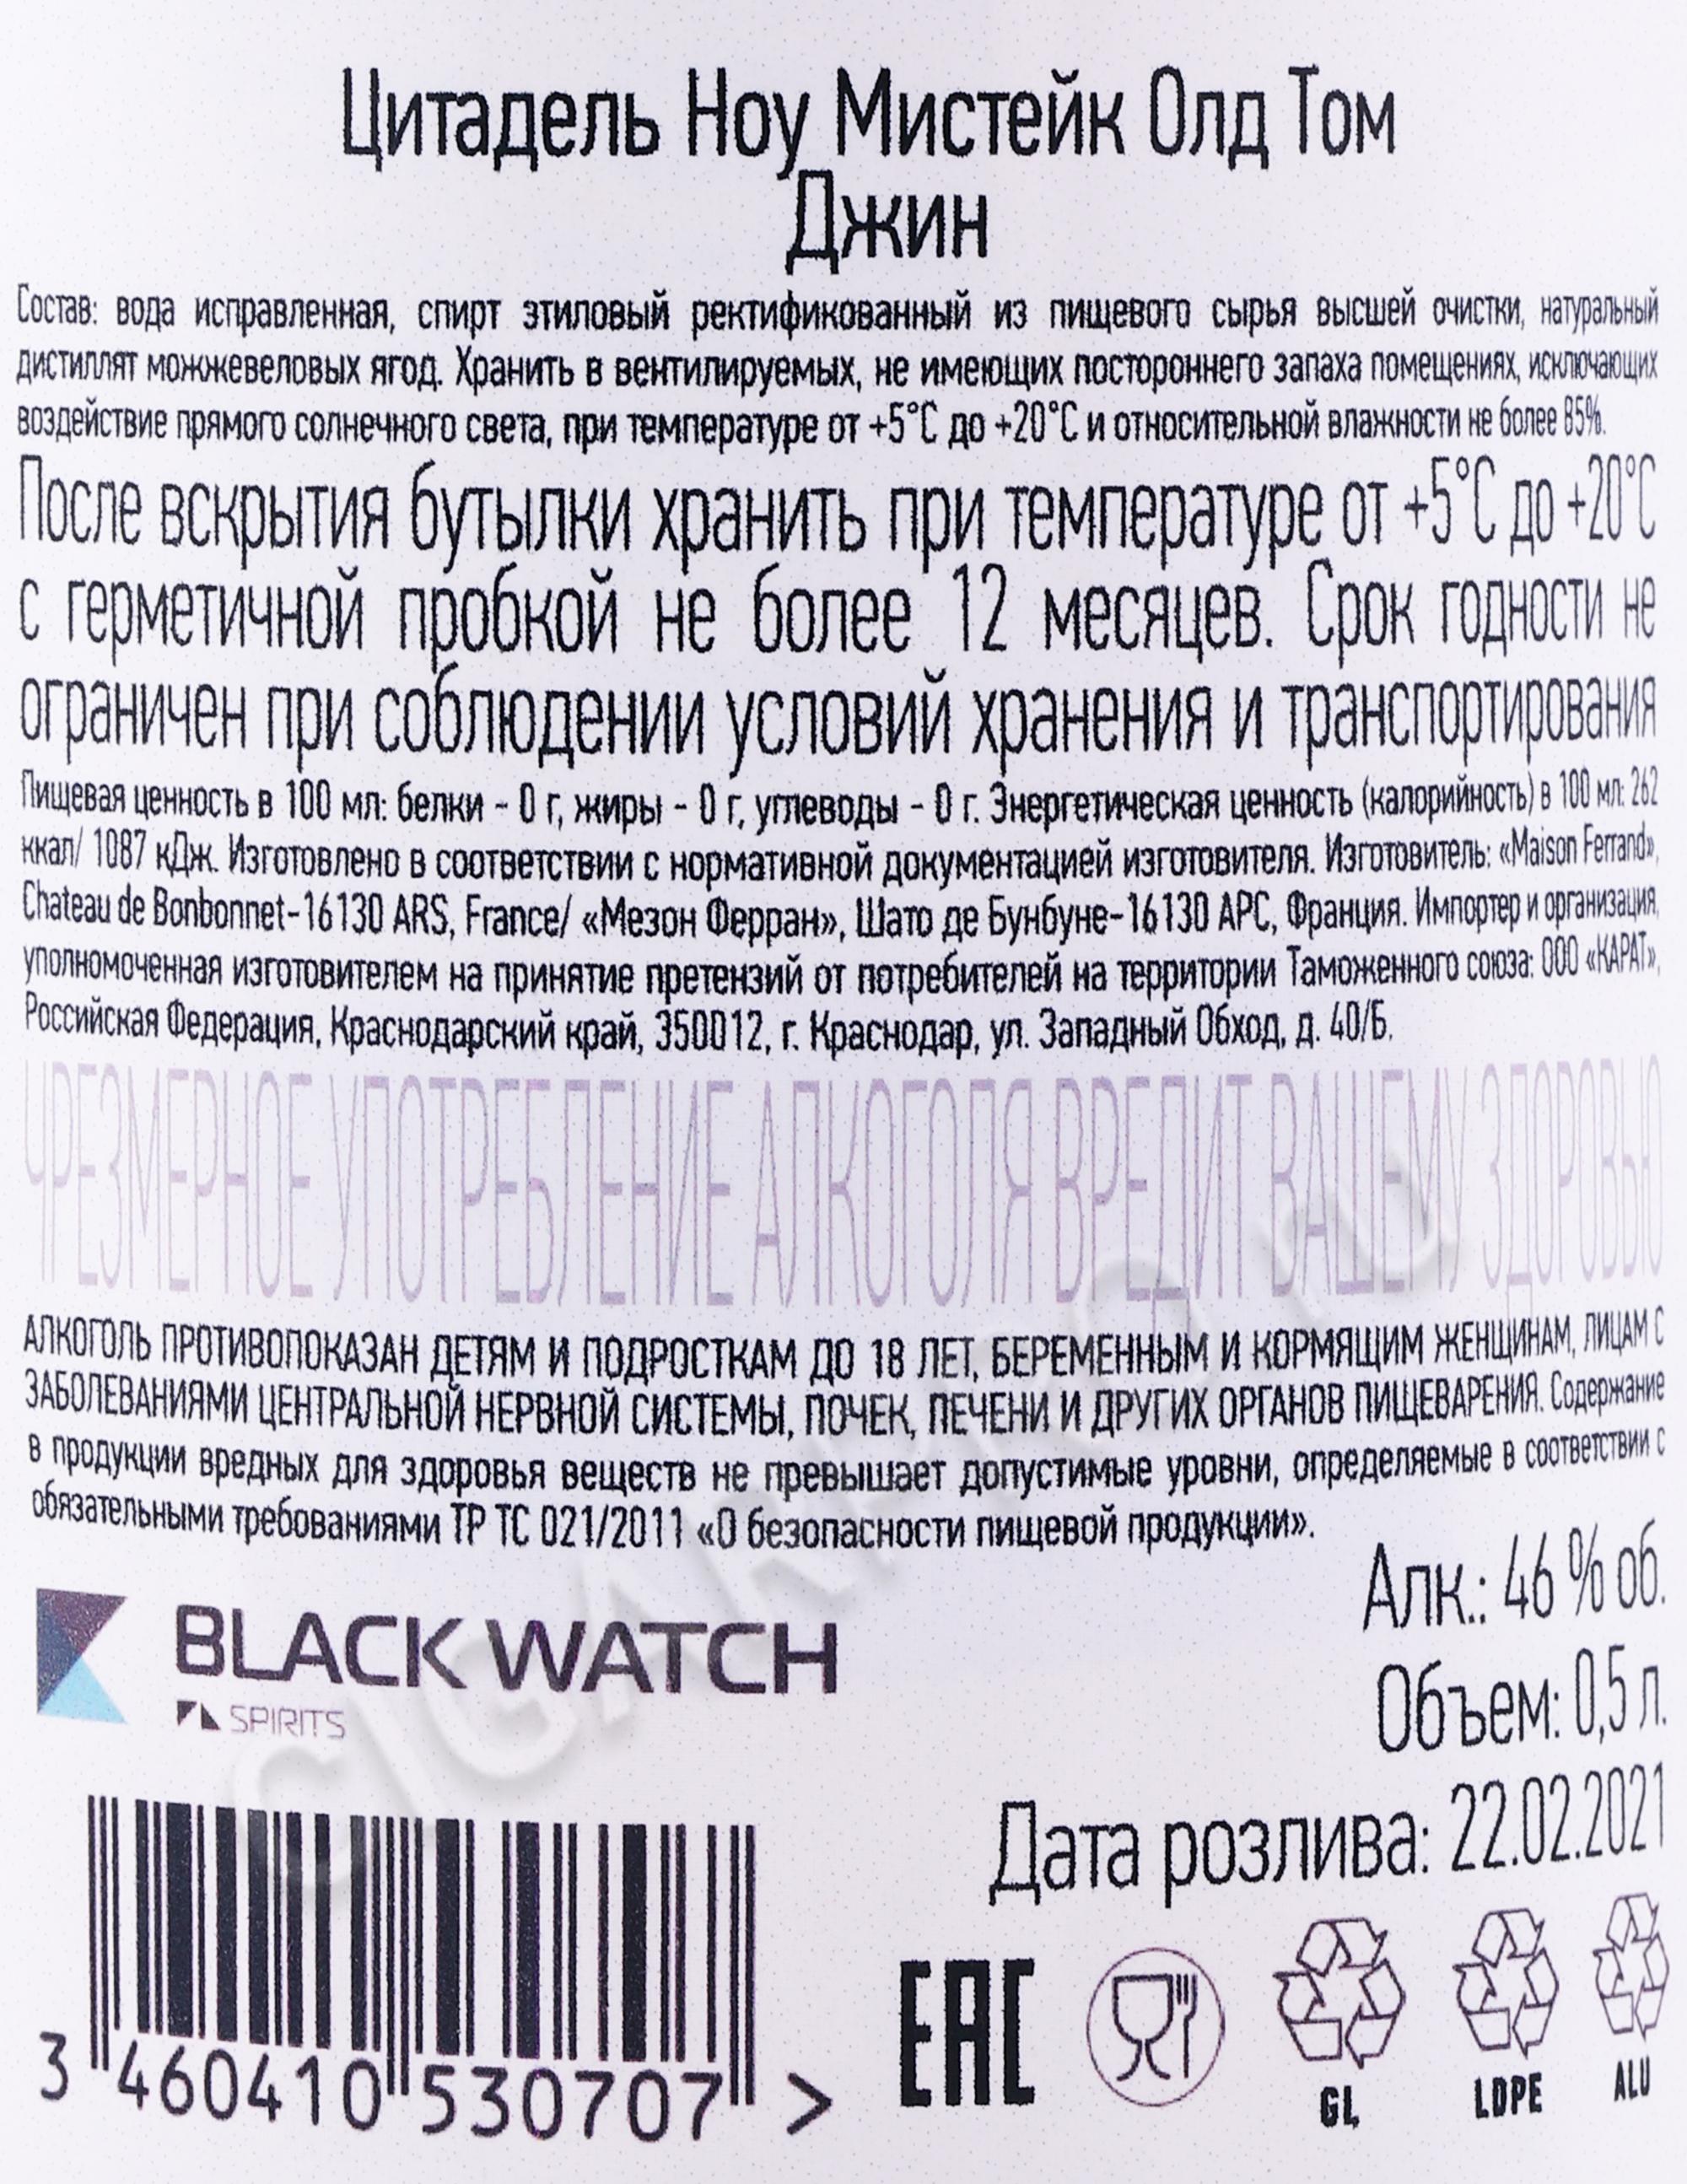 Цитадель Ноу Мистейк Олд Том
Джин
Состав: вода исправленная, спирт этиловый ректификованный из пищевого сырья высшей очистки, натуральный
дистиллят можжевеловых ягод. Хранить в вентилируемых, не имеющих постороннего запаха помещениях, исключающих
воздействие прямого солнечного света, при температуре от +5°С до +20°С и относительной влажности не более 85%.
После вскрытия бутылки хранить при температуре от +5°С до +20°С
с герметичной пробкой не более 12 месяцев. Срок годности не
ограничен при соблюдении условий хранения и транспортирования
Пищевая ценность в 100 мл: белки - 0 г, жиры - 0 г, углеводы - 0 г. Энергетическая ценность (калорийность) в 100 мл: 262
ккал/ 1087 кДж. Изготовлено в соответствии с нормативной документацией изготовителя. Изготовитель: «Maison Ferrand»,
Chateau de Bonbonnet-16130 ARS, France/ «Мезон Ферран», Шато де Бунбуне-16130 АРС, Франция. Импортер и организация,
уполномоченная изготовителем на принятие претензий от потребителей на территории Таможенного союза: ООО «КАРАТ»,
Российская Федерация, Краснодарский край, 350012, г. Краснодар, ул. Западный Обход, д. 40/Б.
ЧРЕЗМЕРНОЕ УПОТРЕБЛЕНИЕ АЛКОГОЛЯ ВРЕДИТ ВАШЕМУ ЗДОРОВЬЮ
АЛКОГОЛЬ ПРОТИВОПОКАЗАН ДЕТЯМ И ПОДРОСТКАМ ДО 18 ЛЕТ, БЕРЕМЕННЫМ И КОРМЯЩИМ ЖЕНЩИНАМ, ЛИЦАМ С
ЗАБОЛЕВАНИЯМИ ЦЕНТРАЛЬНОЙ НЕРВНОЙ СИСТЕМЫ, ПОЧЕК, ПЕЧЕНИ И ДРУГИХ ОРГАНОВ ПИЩЕВАРЕНИЯ. Содержание
в продукции вредных для здоровья веществ не превышает допустимые уровни, определяемые в соответствии с
обязательными требованиями ТР ТС 021/2011 «О безопасности пищевой продукции».
Алк.: 46 % об.
BLACK WATCH
SPIRITS
Объем: 0,5 л.
Дата розлива: 22.02.2021
3 460410 530707 >
EAC
GL
LDPE
ALU
CIGARPRO.RU